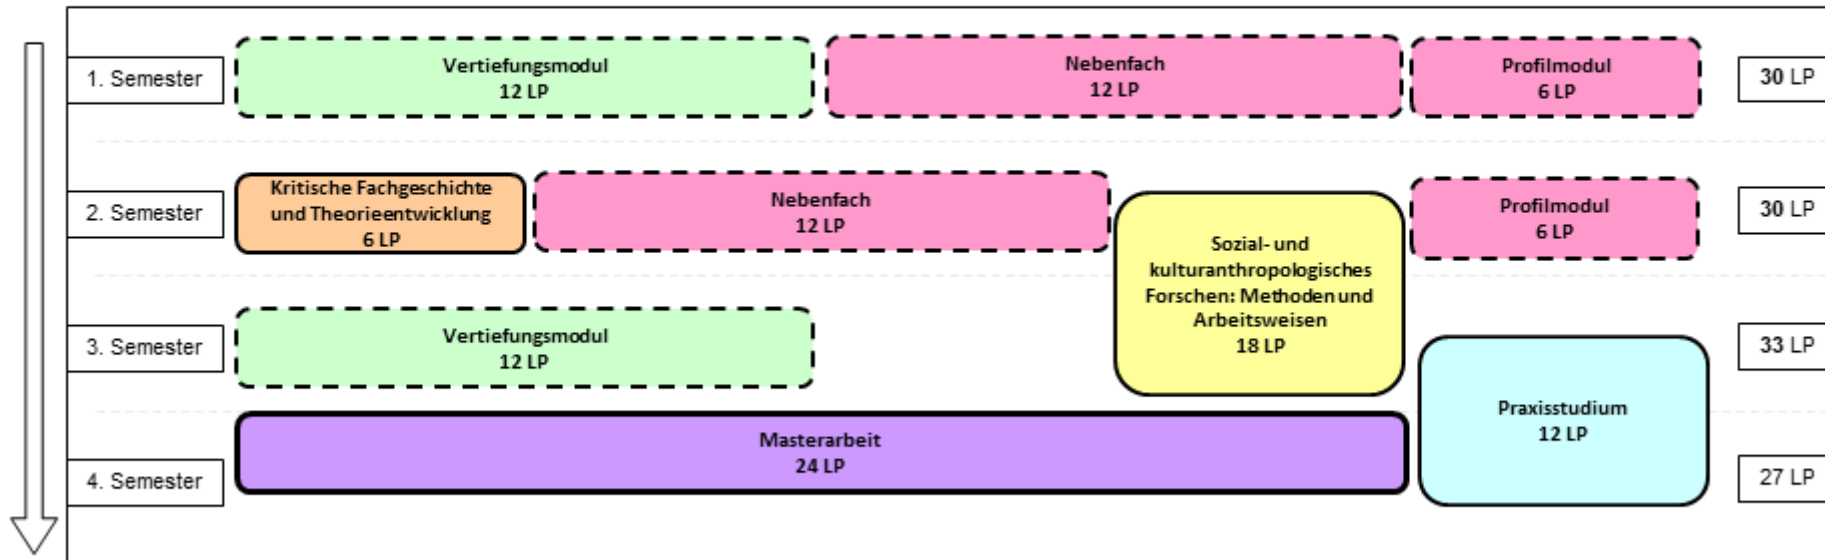 1. Semester
Vertiefungsmodul
12 LP
Nebenfach
12 LP
Profilmodul
6 LP
30 LP
2. Semester
Kritische Fachgeschichte
und Theorieentwicklung
6 LP
Nebenfach
12 LP
Sozial- und
kulturanthropologisches
Forschen: Methoden und
Arbeitsweisen
18 LP
Profilmodul
6 LP
30 LP
3. Semester
Vertiefungsmodul
12 LP
33 LP
Praxisstudium
12 LP
4. Semester
Masterarbeit
24 LP
27 LP